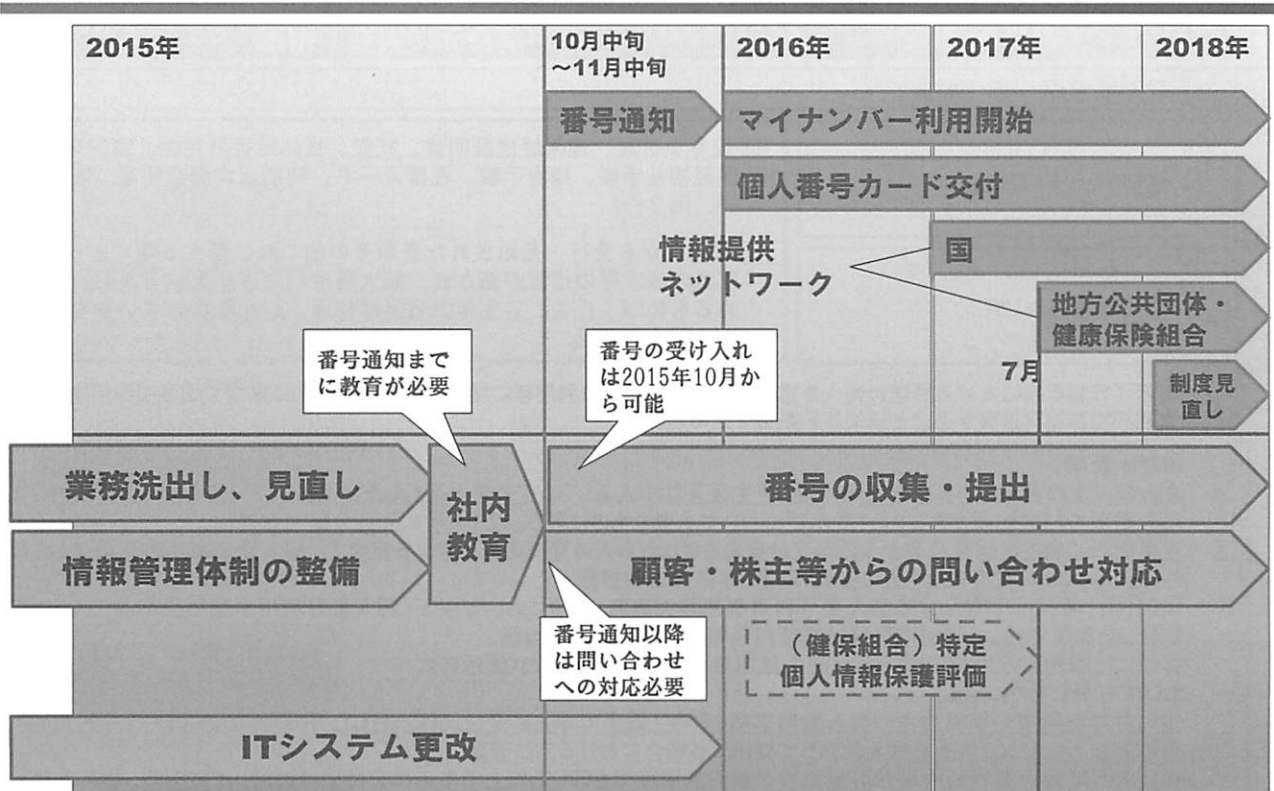 2015年
10月中旬
～11月中旬
2016年
2017年
2018年
番号通知
マイナンバー利用開始
個人番号カード交付
情報提供
ネットワーク
国
地方公共団体・
健康保険組合
7月
制度見
直し
番号通知まで
に教育が必要
番号の受け入れ
は2015年10月か
ら可能
業務洗出し、見直し
社内
教育
番号の収集・提出
情報管理体制の整備
顧客・株主等からの問い合わせ対応
番号通知以降
は問い合わせ
への対応必要
（健保組合）特定
個人情報保護評価
ITシステム更改